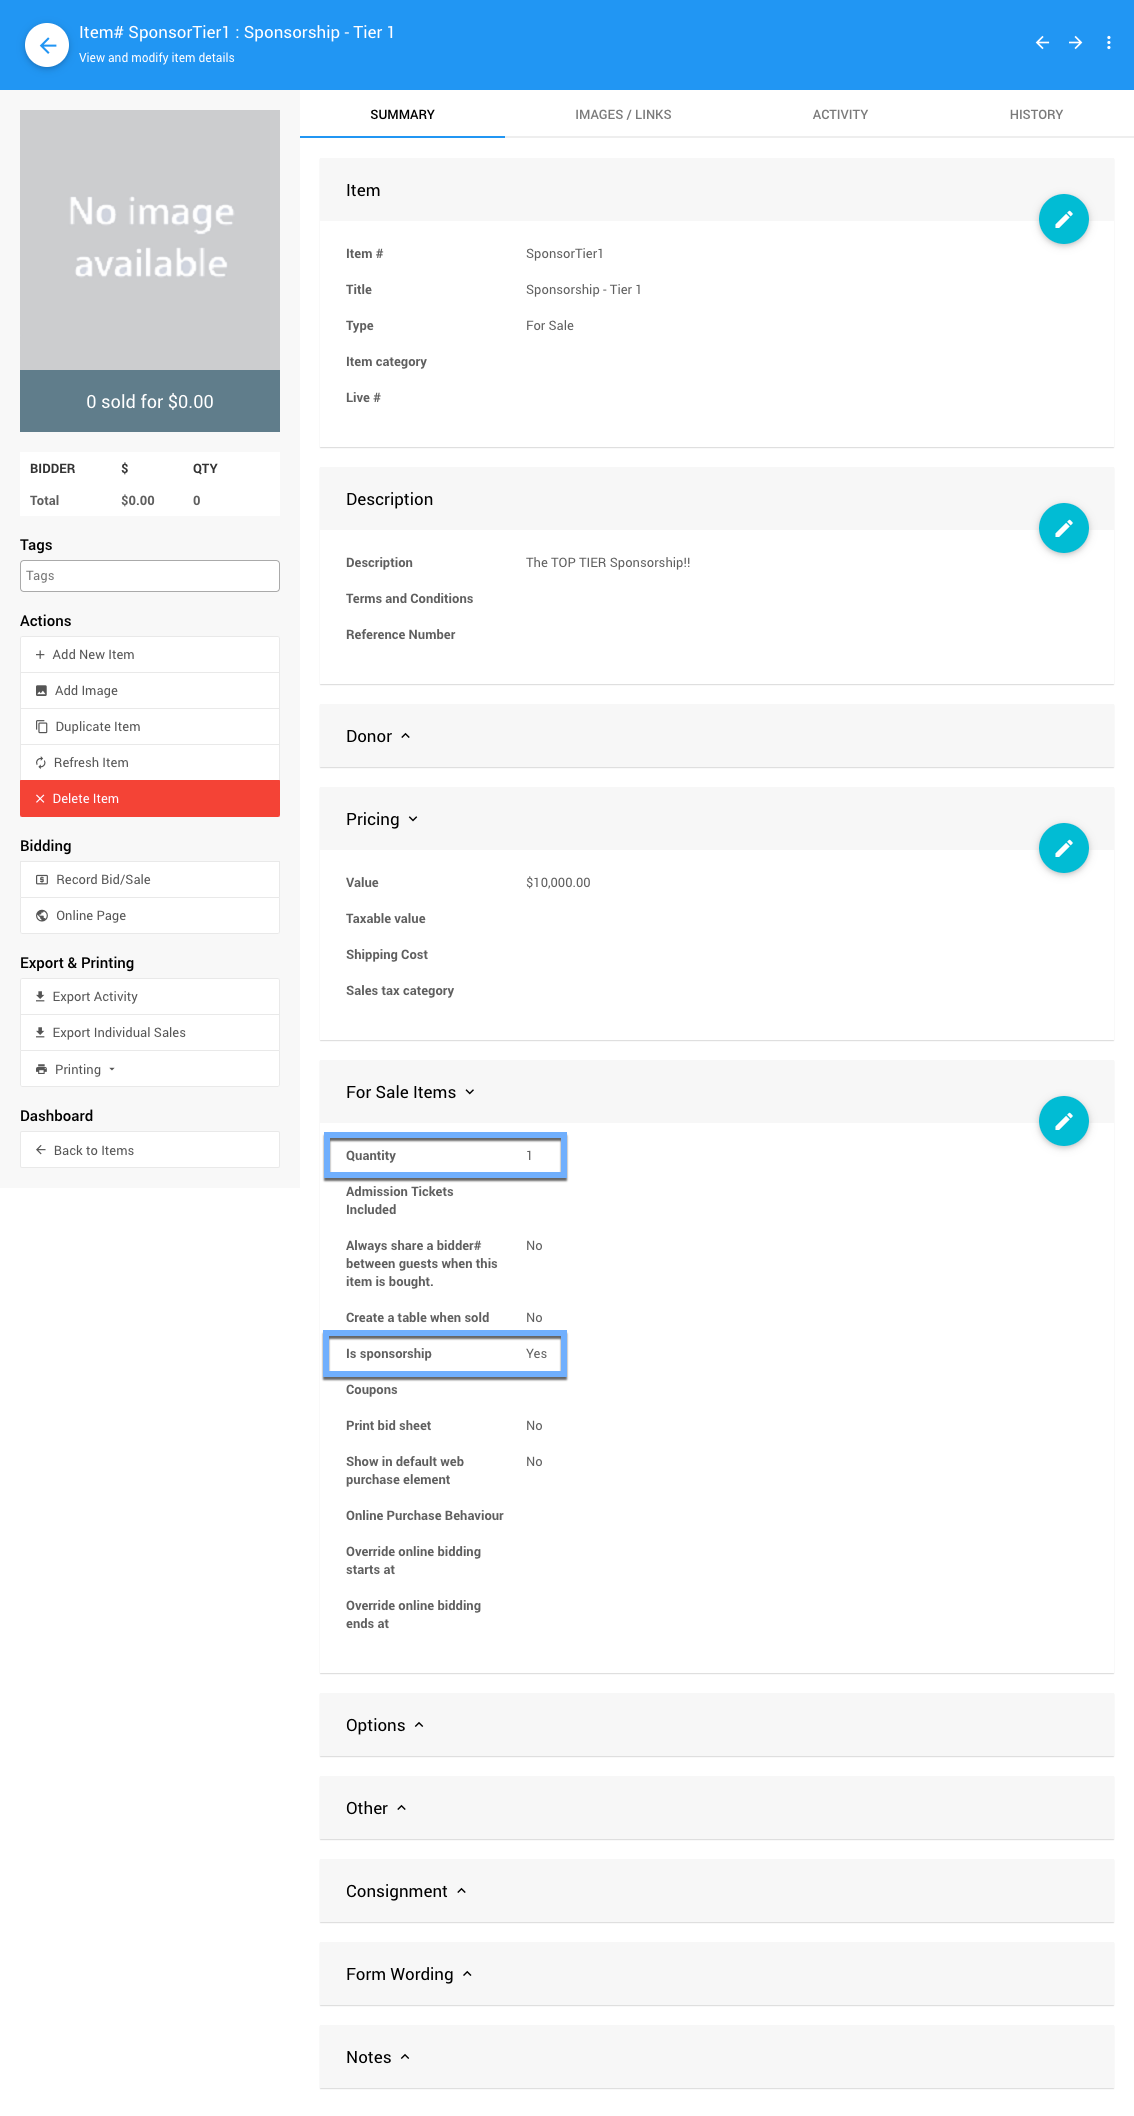 Item# SponsorTier1 : Sponsorship - Tier 1
View and modify item details
No image
available
0 sold for $0.00
BIDDER $ QTY
Total $0.00 0
Tags
Tags
Actions
Add New Item
Add Image
Duplicate Item
Refresh Item
Delete Item
Bidding
Record Bid/Sale
Online Page
Export & Printing
Export Activity
Export Individual Sales
Printing
Dashboard
Back to Items
SUMMARY IMAGES / LINKS ACTIVITY HISTORY
Item
Item # SponsorTier1
Title Sponsorship - Tier 1
Type For Sale
Item category
Live #
Description
Description The TOP TIER Sponsorship!!
Terms and Conditions
Reference Number
Donor
Pricing
Value $10,000.00
Taxable value
Shipping Cost
Sales tax category
For Sale Items
Quantity 1
Admission Tickets
Included
Always share a bidder# No
between guests when this
item is bought.
Create a table when sold No
Is sponsorship Yes
Coupons
Print bid sheet No
Show in default web No
purchase element
Online Purchase Behaviour
Override online bidding
starts at
Override online bidding
ends at
Options
Other
Consignment
Form Wording
Notes